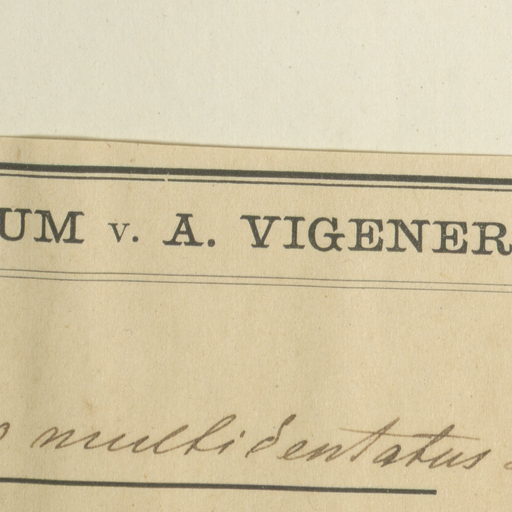 UM v. A. VIGENER
multidentatus